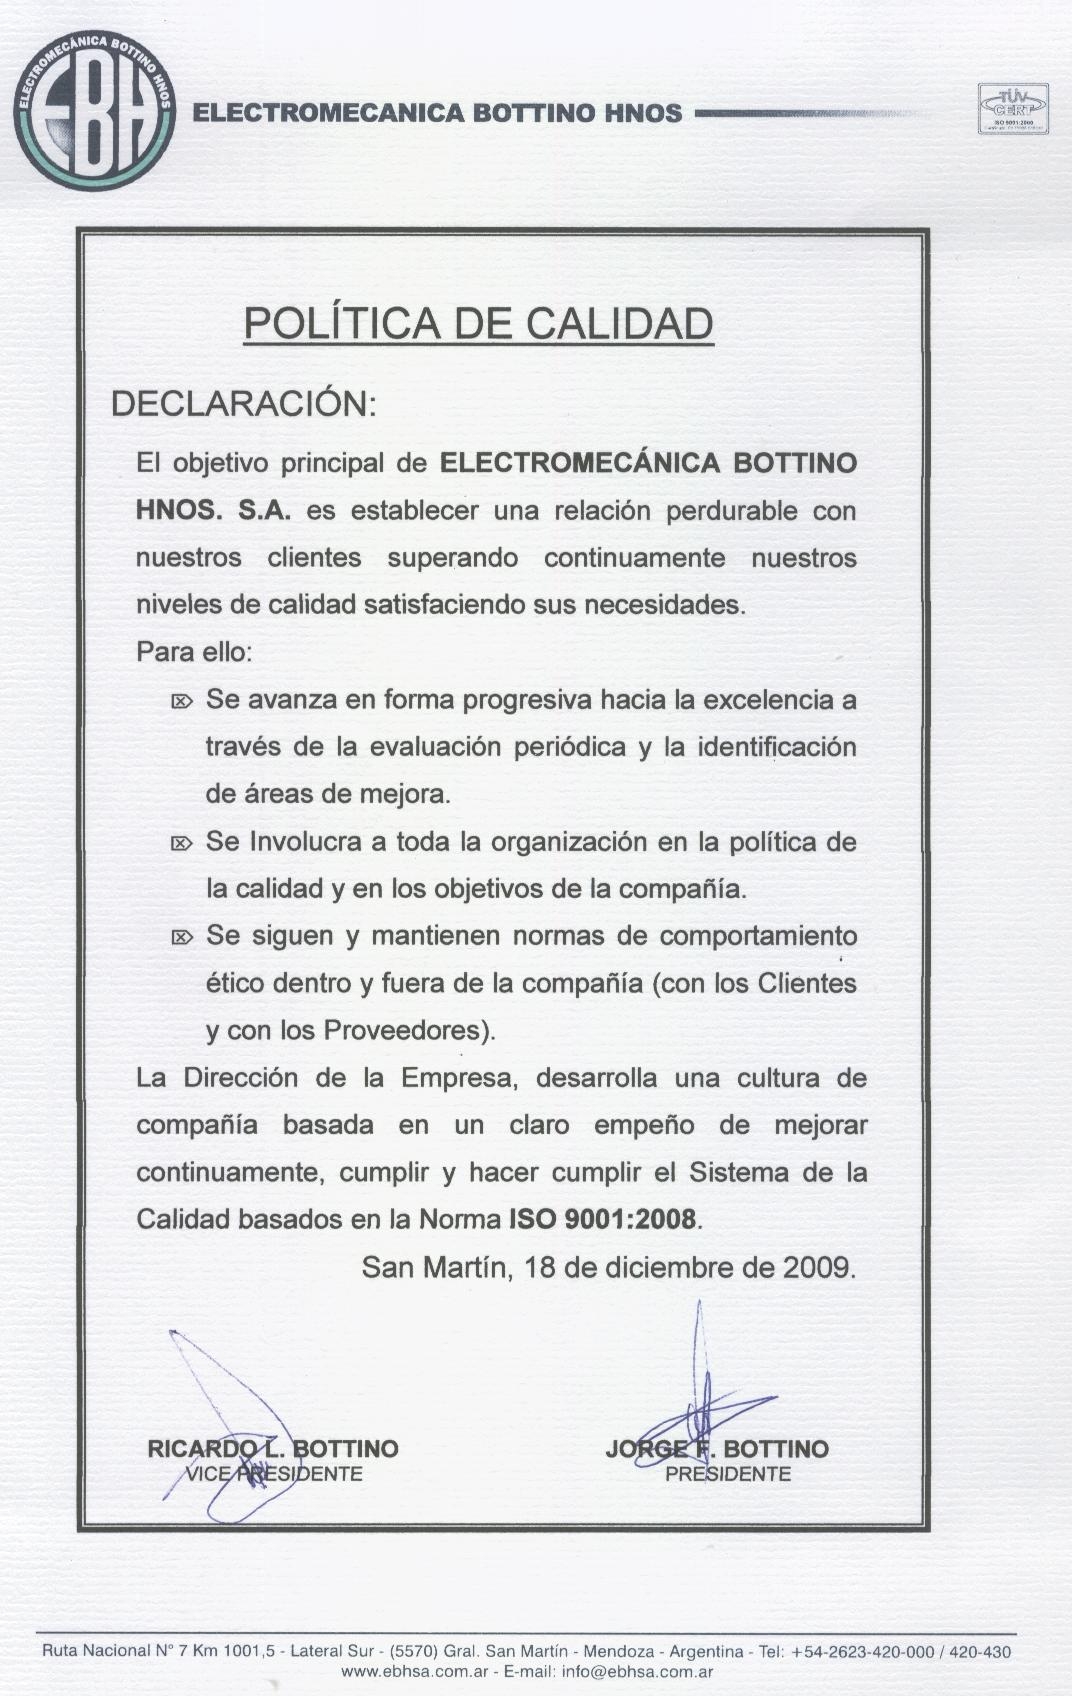 ELECTROMECÁNICA BOTTINO HNOS
EBH
ELECTROMECANICA BOTTINO HNOS
TÜV
CERT
ISO 9001:2000
POLÍTICA DE CALIDAD
DECLARACIÓN:
El objetivo principal de ELECTROMECÁNICA BOTTINO
HNOS. S.A. es establecer una relación perdurable con
nuestros clientes superando continuamente nuestros
niveles de calidad satisfaciendo sus necesidades.
Para ello:
Se avanza en forma progresiva hacia la excelencia a
través de la evaluación periódica y la identificación
de áreas de mejora.
Se Involucra a toda la organización en la política de
la calidad y en los objetivos de la compañía.
Se siguen y mantienen normas de comportamiento
ético dentro y fuera de la compañía (con los Clientes
y con los Proveedores).
La Dirección de la Empresa, desarrolla una cultura de
compañía basada en un claro empeño de mejorar
continuamente, cumplir y hacer cumplir el Sistema de la
Calidad basados en la Norma ISO 9001:2008.
San Martín, 18 de diciembre de 2009.
RICARDO L. BOTTINO
VICE PRESIDENTE
JORGE F. BOTTINO
PRESIDENTE
Ruta Nacional N° 7 Km 1001,5 - Lateral Sur - (5570) Gral. San Martín - Mendoza - Argentina - Tel: +54-2623-420-000 / 420-430
www.ebhsa.com.ar - E-mail: info@ebhsa.com.ar